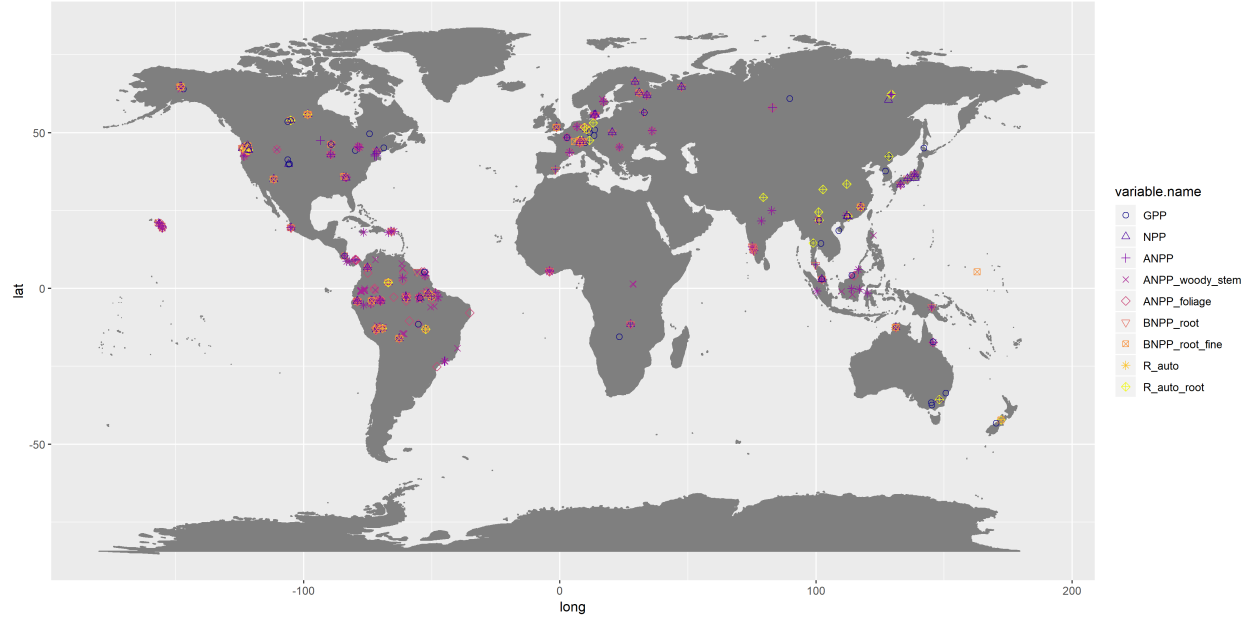 variable.name
GPP
NPP
ANPP
ANPP_woody_stem
ANPP_foliage
BNPP_root
BNPP_root_fine
R_auto
R_auto_root
lat
50
0
-50
-100
0
100
200
long